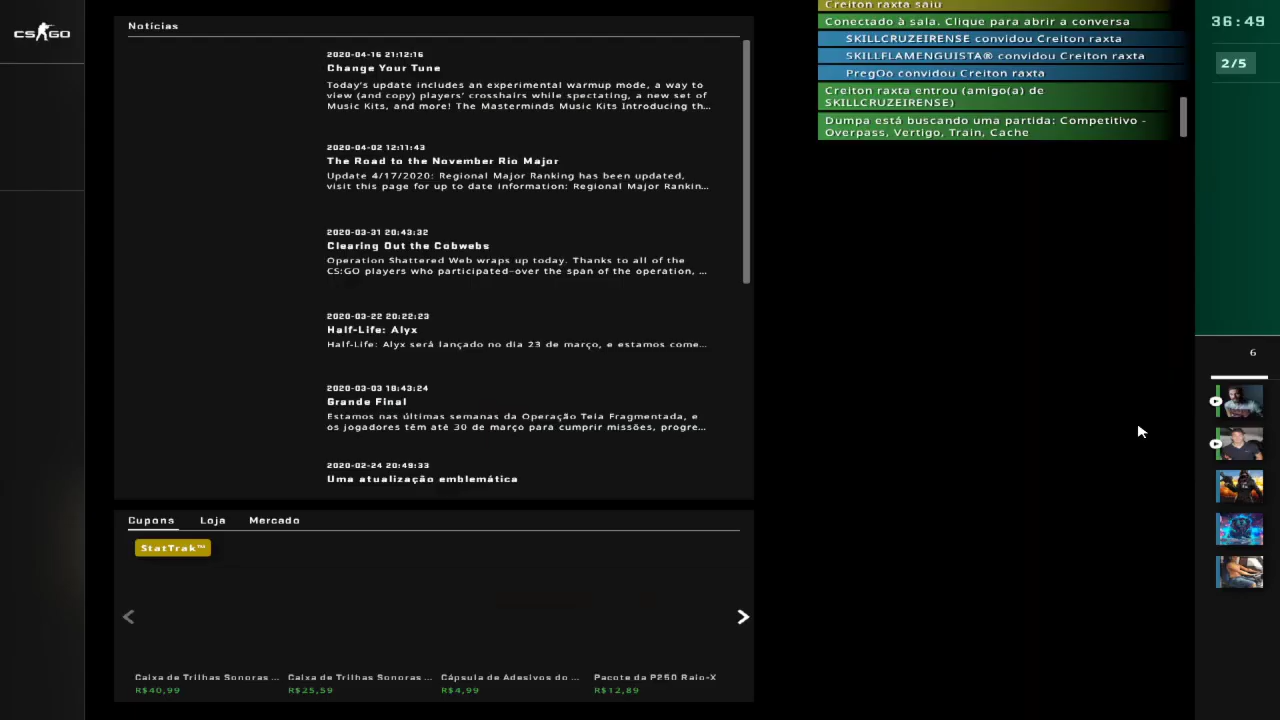 CS GO
Notícias
2020-04-16 21:12:16
Change Your Tune
Today's update includes an experimental warmup mode, a way to
view (and copy) players' crosshairs while spectating, a new set of
Music Kits, and more! The Masterminds Music Kits Introducing th...
2020-04-02 12:11:43
The Road to the November Rio Major
Update 4/17/2020: Regional Major Ranking has been updated,
visit this page for up to date information: Regional Major Rankin...
2020-03-31 20:43:32
Clearing Out the Cobwebs
Operation Shattered Web wraps up today. Thanks to all of the
CS:GO players who participated–over the span of the operation, ...
2020-03-22 20:22:23
Half-Life: Alyx
Half-Life: Alyx será lançado no dia 23 de março, e estamos come...
2020-03-03 18:43:24
Grande Final
Estamos nas últimas semanas da Operação Teia Fragmentada, e
os jogadores têm até 30 de março para cumprir missões, progre...
2020-02-24 20:49:33
Uma atualização emblemática
Cupons Loja Mercado
StatTrak™
Caixa de Trilhas Sonoras ... Caixa de Trilhas Sonoras ... Cápsula de Adesivos do ... Pacote da P250 Raio-X
R$40,99 R$25,59 R$4,99 R$12,89
Creiton raxta saiu
Conectado à sala. Clique para abrir a conversa
SKILLCRUZEIRENSE convidou Creiton raxta
SKILLFLAMENGUISTA® convidou Creiton raxta
PregOo convidou Creiton raxta
Creiton raxta entrou (amigo(a) de
SKILLCRUZEIRENSE)
Dumpa está buscando uma partida: Competitivo -
Overpass, Vertigo, Train, Cache
36:49
2/5
6